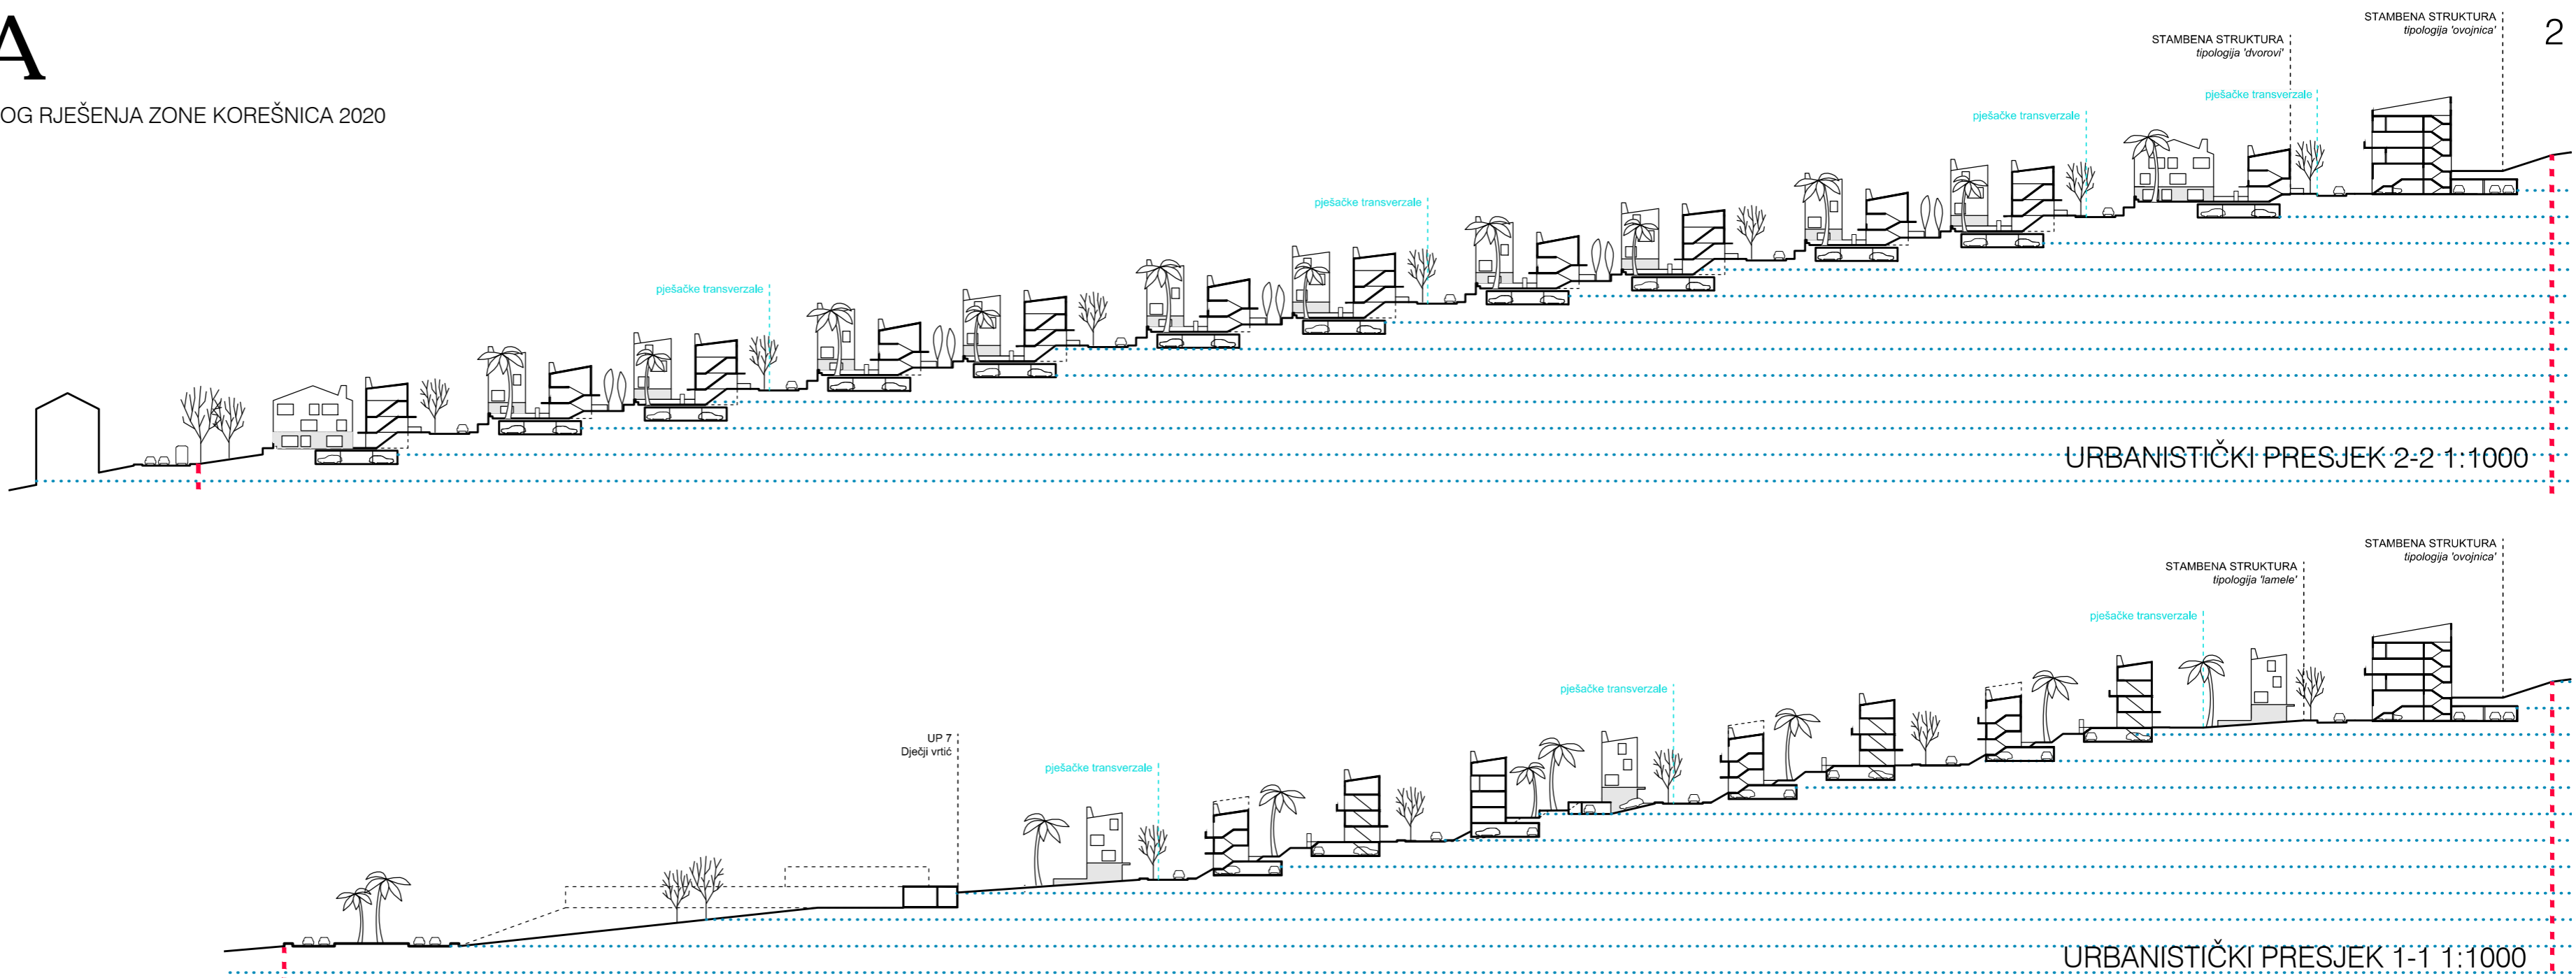 A
OG RJEŠENJA ZONE KOREŠNICA 2020
2
STAMBENA STRUKTURA
tipologija 'ovojnica'
STAMBENA STRUKTURA
tipologija 'dvorovi'
pješačke transverzale
pješačke transverzale
pješačke transverzale
pješačke transverzale
URBANISTIČKI PRESJEK 2-2 1:1000
STAMBENA STRUKTURA
tipologija 'ovojnica'
STAMBENA STRUKTURA
tipologija 'lamele'
pješačke transverzale
pješačke transverzale
UP 7
Dječji vrtić
pješačke transverzale
URBANISTIČKI PRESJEK 1-1 1:1000